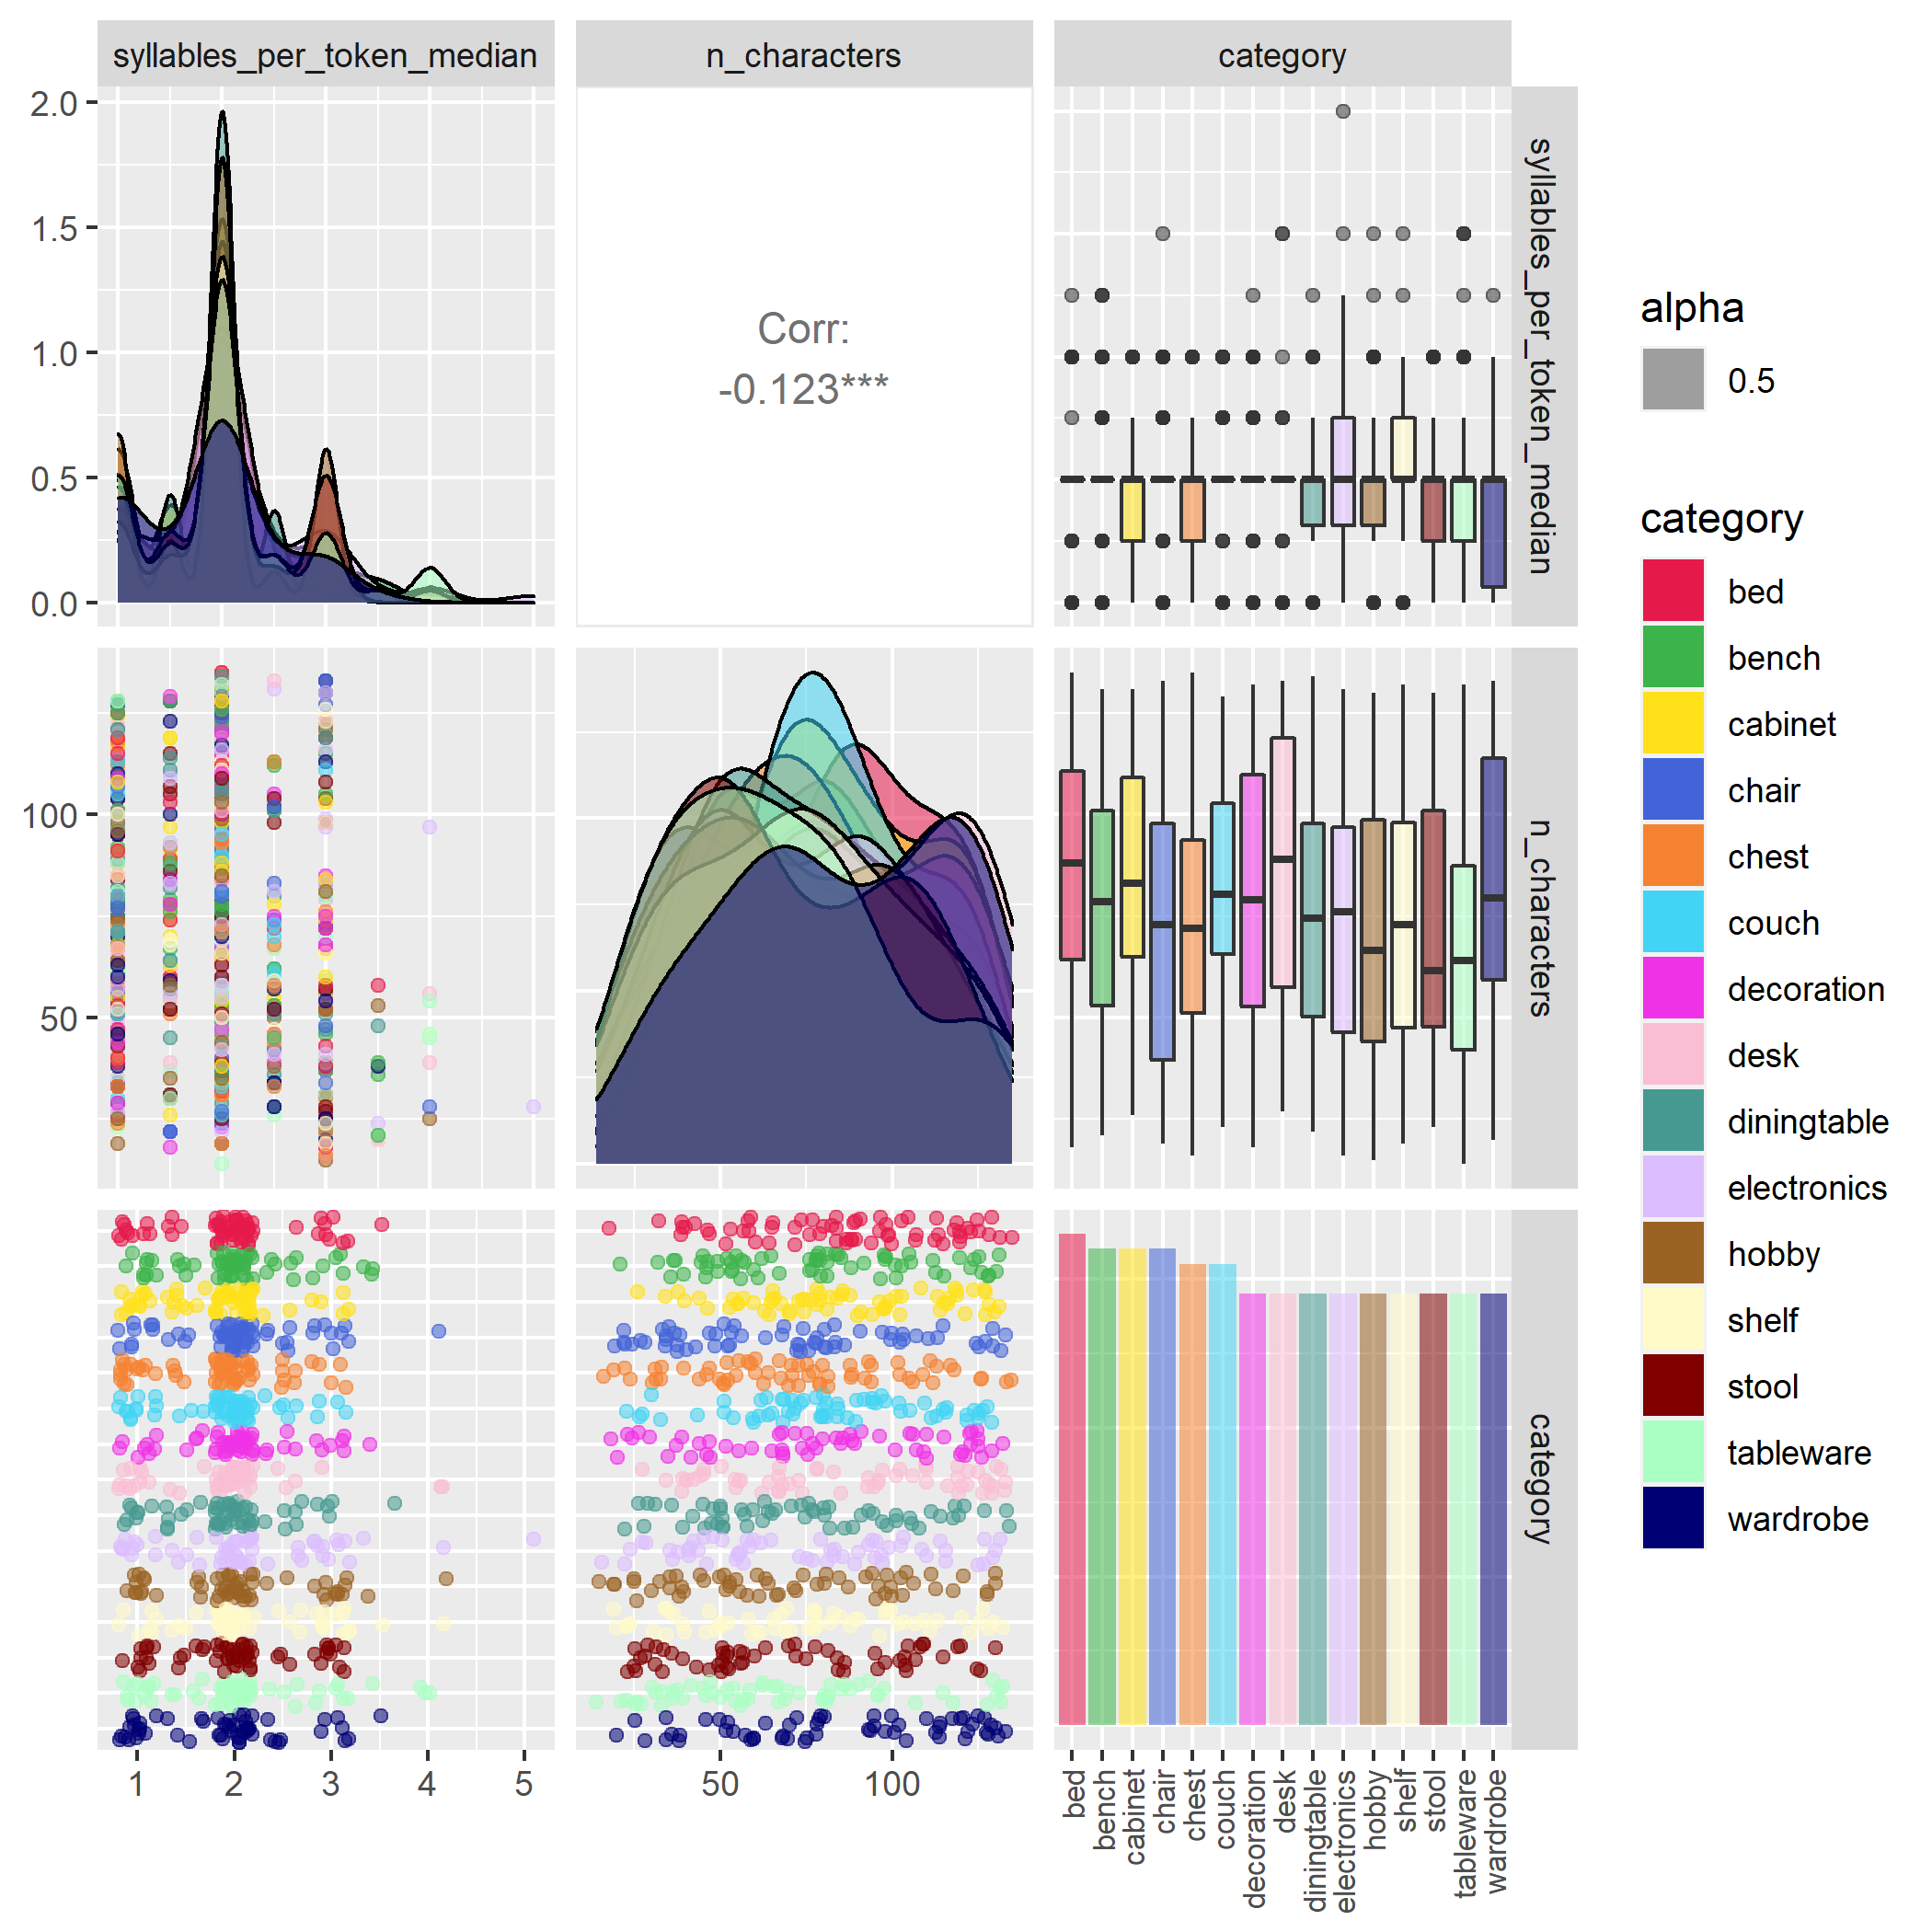 syllables_per_token_median
n_characters
category
2.0
1.5
1.0
0.5
0.0
Corr:
-0.123***
syllables_per_token_median
100
50
n_characters
category
1
2
3
4
5
50
100
bed
bench
cabinet
chair
chest
couch
decoration
desk
diningtable
electronics
hobby
shelf
stool
tableware
wardrobe
alpha
0.5
category
bed
bench
cabinet
chair
chest
couch
decoration
desk
diningtable
electronics
hobby
shelf
stool
tableware
wardrobe